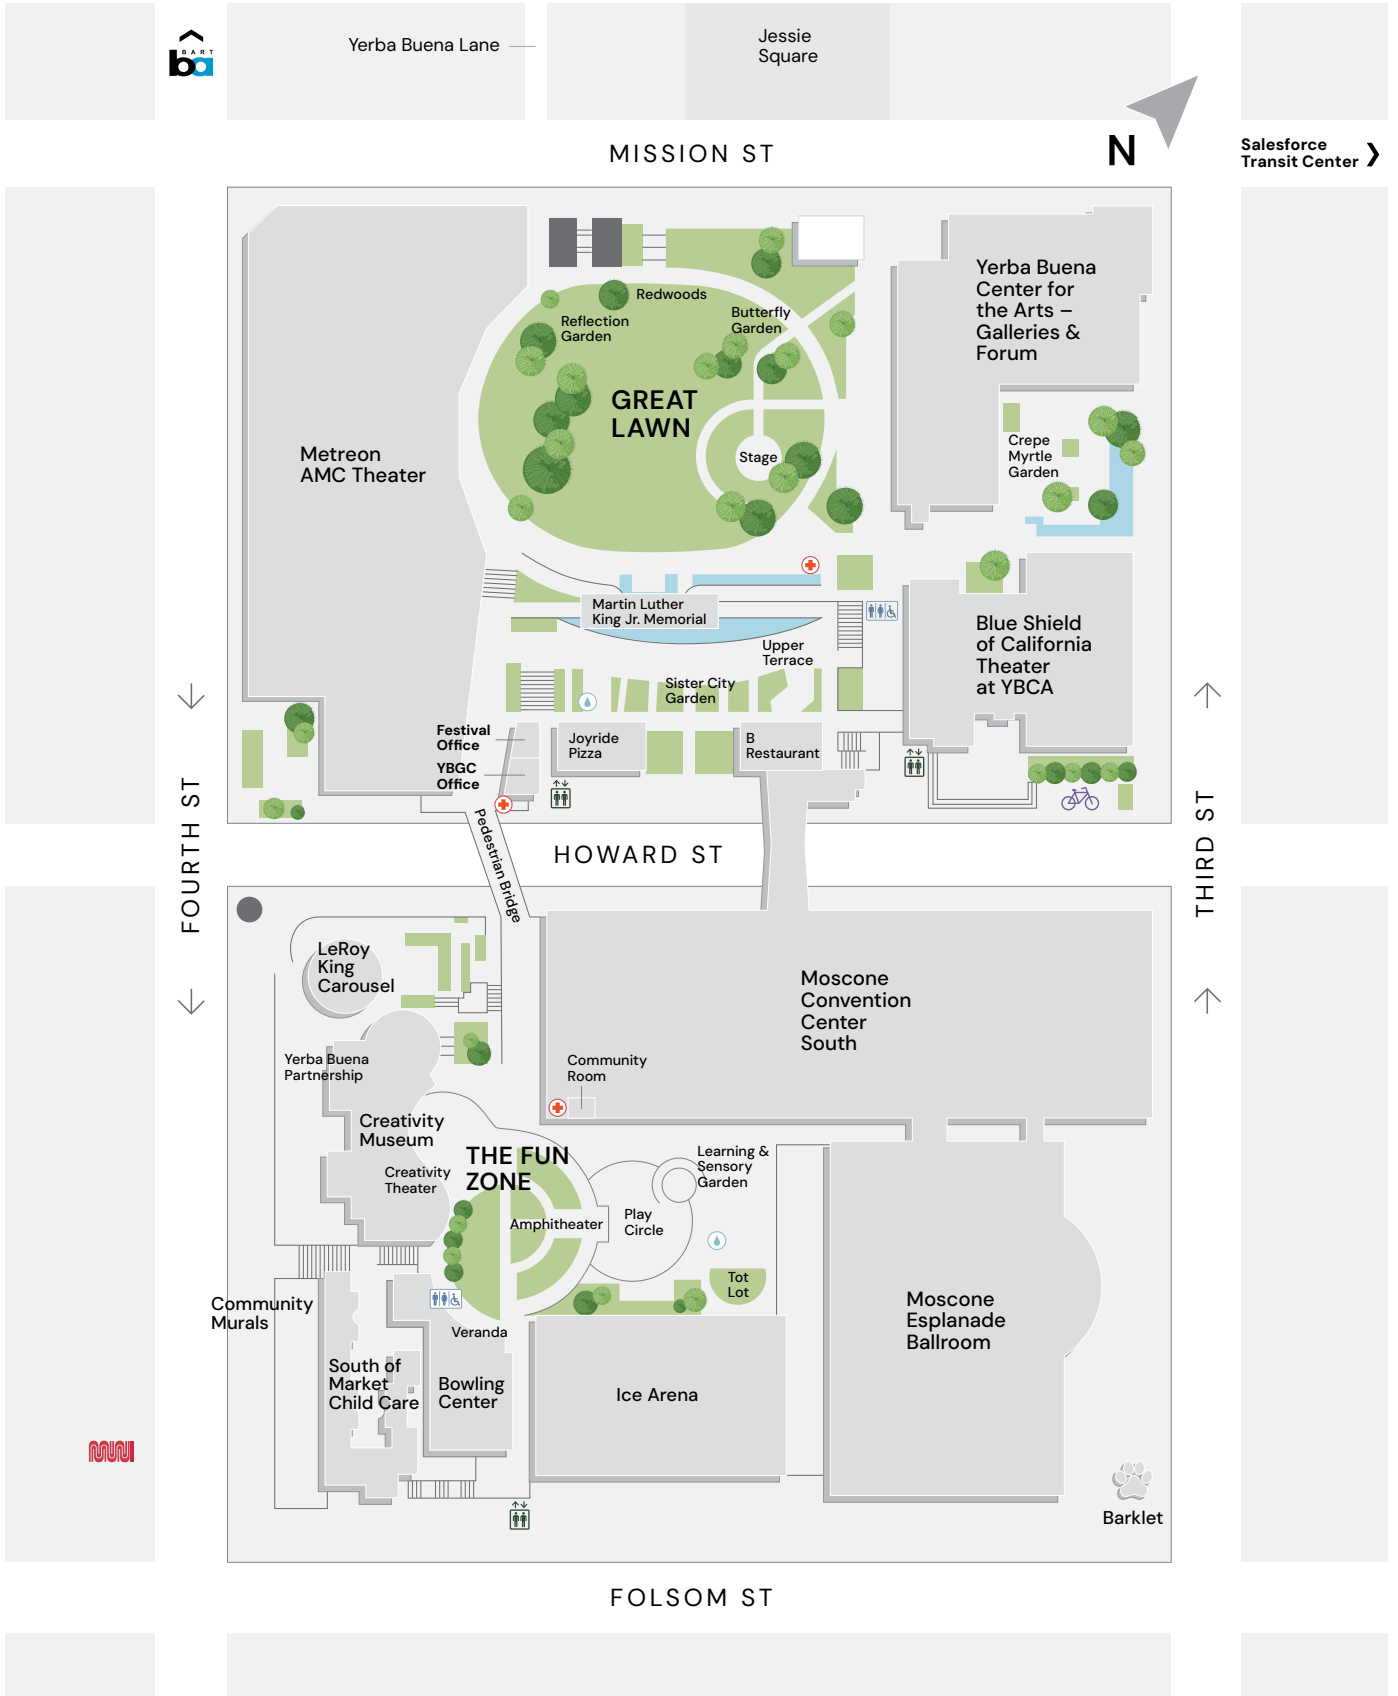 BART
ba
Yerba Buena Lane
Jessie
Square
MISSION ST
N
Salesforce
Transit Center
Yerba Buena
Center for
the Arts –
Galleries &
Forum
Redwoods
Reflection
Garden
Butterfly
Garden
GREAT
LAWN
Stage
Metreon
AMC Theater
Crepe
Myrtle
Garden
Martin Luther
King Jr. Memorial
Blue Shield
of California
Theater
at YBCA
Upper
Terrace
Sister City
Garden
Festival
Office
YBGC
Office
Joyride
Pizza
B
Restaurant
Pedestrian Bridge
HOWARD ST
FOURTH ST
THIRD ST
LeRoy
King
Carousel
Moscone
Convention
Center
South
Yerba Buena
Partnership
Community
Room
Creativity
Museum
Creativity
Theater
THE FUN
ZONE
Learning &
Sensory
Garden
Amphitheater
Play
Circle
Tot
Lot
Community
Murals
Veranda
Moscone
Esplanade
Ballroom
South of
Market
Child Care
Bowling
Center
Ice Arena
MUNI
Barklet
FOLSOM ST